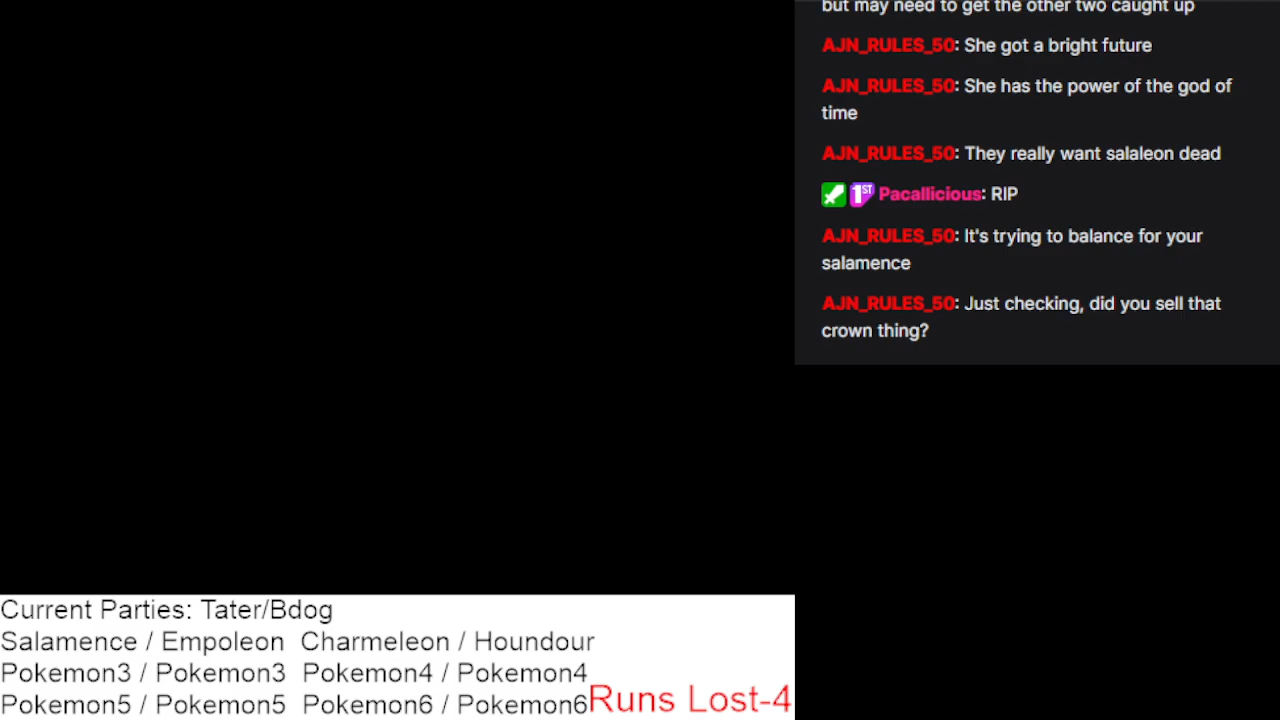 but may need to get the other two caught up
AJN_RULES_50: She got a bright future
AJN_RULES_50: She has the power of the god of
time
AJN_RULES_50: They really want salaleon dead
1ST Pacallicious: RIP
AJN_RULES_50: It's trying to balance for your
salamence
AJN_RULES_50: Just checking, did you sell that
crown thing?
Current Parties: Tater/Bdog
Salamence / Empoleon Charmeleon / Houndour
Pokemon3 / Pokemon3 Pokemon4 / Pokemon4
Pokemon5 / Pokemon5 Pokemon6 / Pokemon6
Runs Lost-4